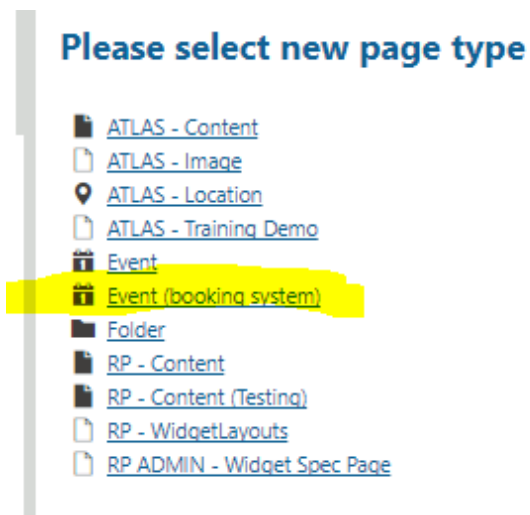 Please select new page type
ATLAS - Content
ATLAS - Image
ATLAS - Location
ATLAS - Training Demo
Event
Event (booking system)
Folder
RP - Content
RP - Content (Testing)
RP - WidgetLayouts
RP ADMIN - Widget Spec Page